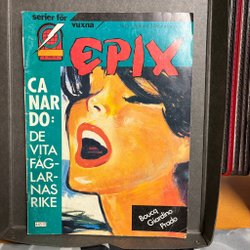 serier för
vuxna
EPIX
CA
NAR
DO:
DE
VITA
FÅG-
LAR-
NAS
RIKE
Boucq
Giardino
Prado